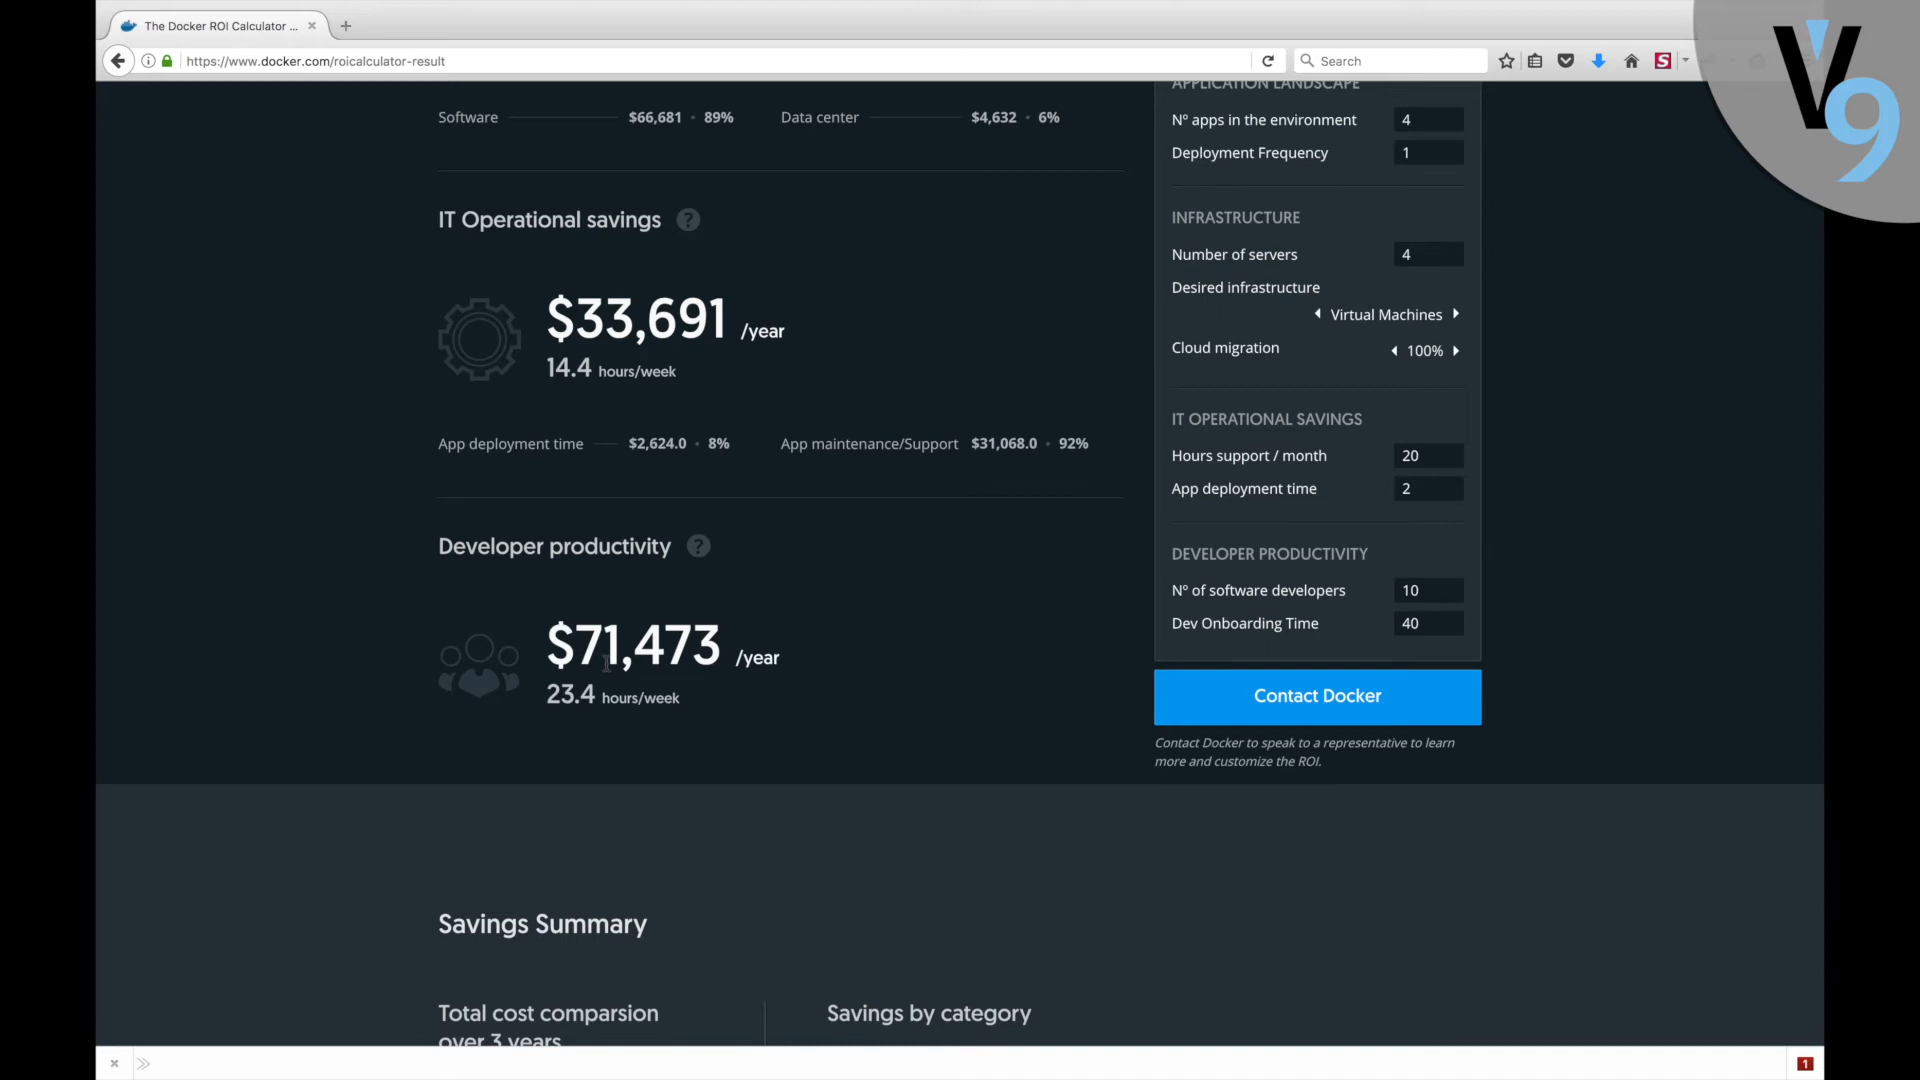 The Docker ROI Calculator ...
https://www.docker.com/roicalculator-result
Search
V9
Software $66,681 • 89% Data center $4,632 • 6%
IT Operational savings ?
$33,691 /year
14.4 hours/week
App deployment time $2,624.0 • 8% App maintenance/Support $31,068.0 • 92%
Developer productivity ?
$71,473 /year
23.4 hours/week
APPLICATION LANDSCAPE
Nº apps in the environment 4
Deployment Frequency 1
INFRASTRUCTURE
Number of servers 4
Desired infrastructure
Virtual Machines
Cloud migration 100%
IT OPERATIONAL SAVINGS
Hours support / month 20
App deployment time 2
DEVELOPER PRODUCTIVITY
Nº of software developers 10
Dev Onboarding Time 40
Contact Docker
Contact Docker to speak to a representative to learn
more and customize the ROI.
Savings Summary
Total cost comparsion
over 3 years
Savings by category
1